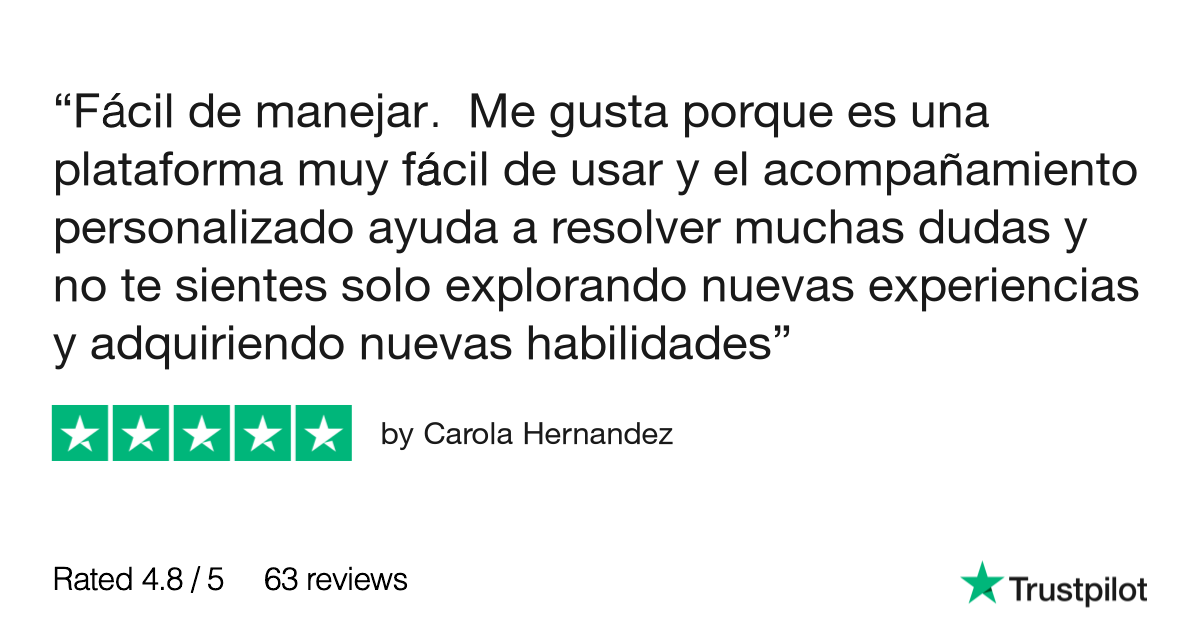 “Fácil de manejar.  Me gusta porque es una
plataforma muy fácil de usar y el acompañamiento
personalizado ayuda a resolver muchas dudas y
no te sientes solo explorando nuevas experiencias
y adquiriendo nuevas habilidades”
by Carola Hernandez
Rated 4.8 / 5 63 reviews
Trustpilot